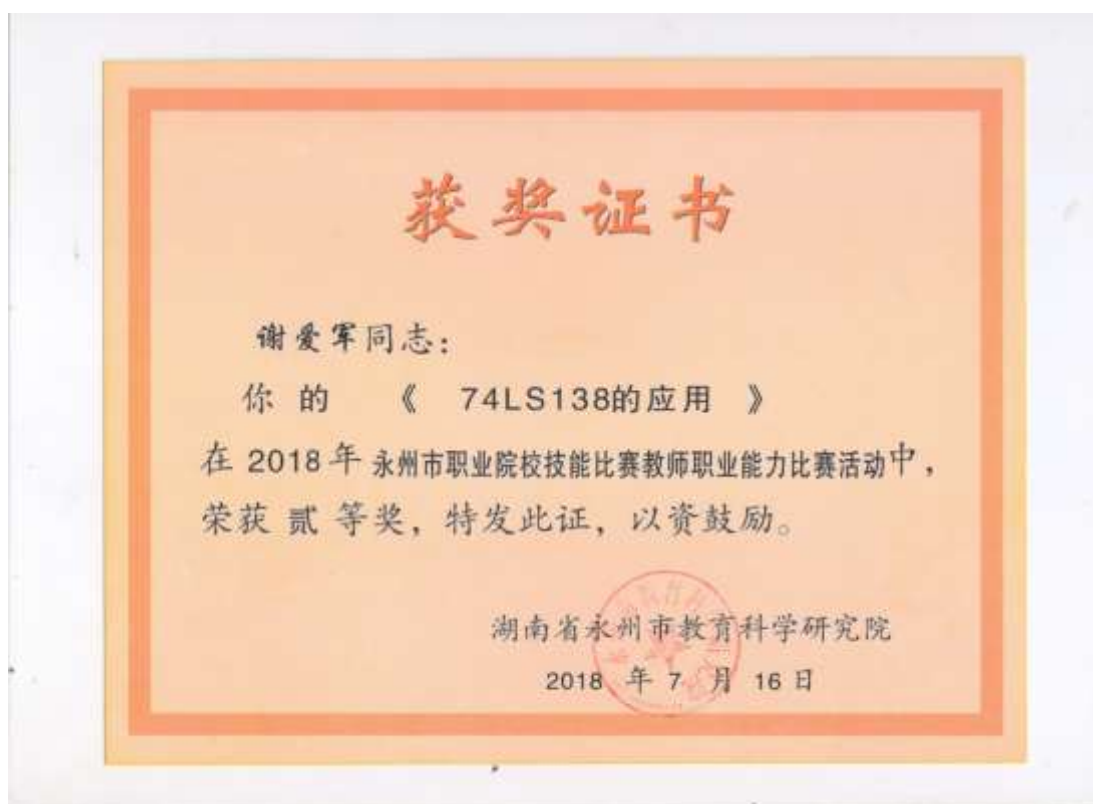 获奖证书
谢爱军同志:
你的 《 74LS138的应用 》
在 2018 年 永州市职业院校技能比赛教师职业能力比赛活动中,
荣获 贰 等奖, 特发此证, 以资鼓励。
湖南省永州市教育科学研究院
2018 年 7 月 16 日